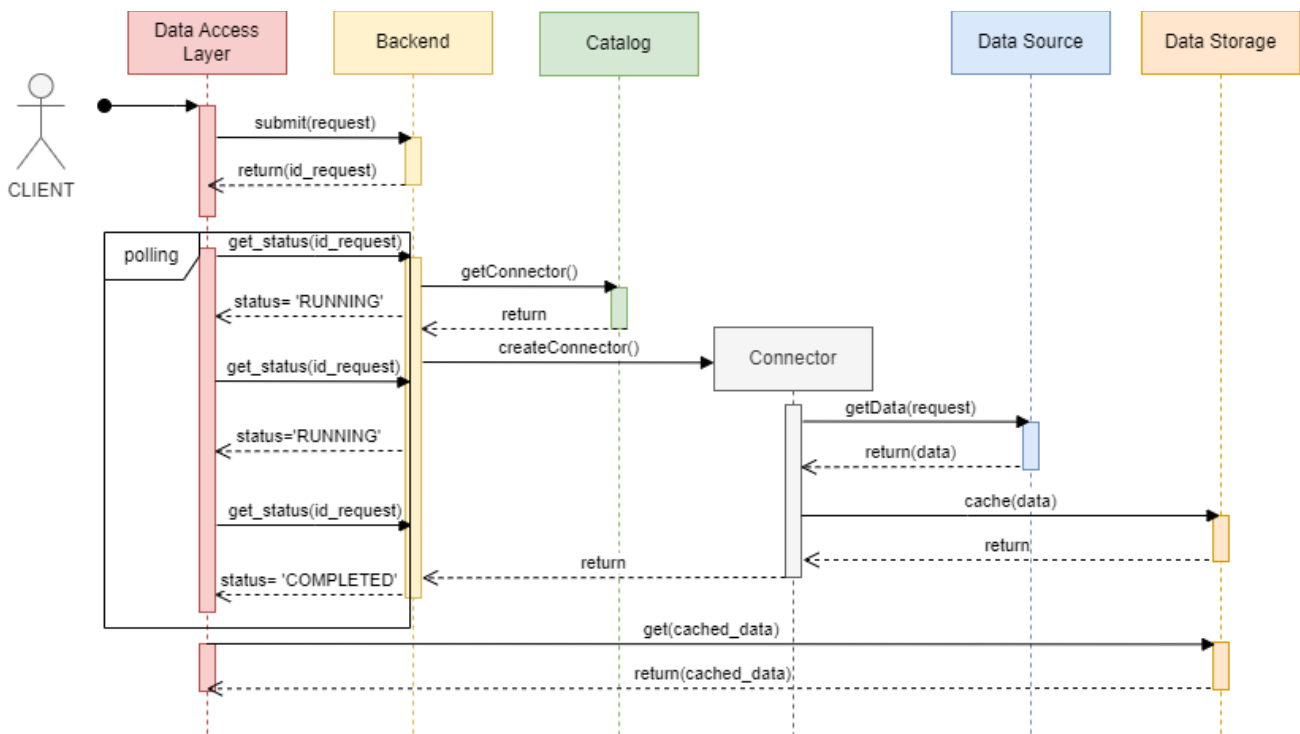 Data Access
Layer
Backend
Catalog
Data Source
Data Storage
CLIENT
submit(request)
return(id_request)
polling
get_status(id_request)
getConnector()
status= 'RUNNING'
return
createConnector()
Connector
get_status(id_request)
getData(request)
status='RUNNING'
return(data)
cache(data)
get_status(id_request)
return
return
status= 'COMPLETED'
get(cached_data)
return(cached_data)